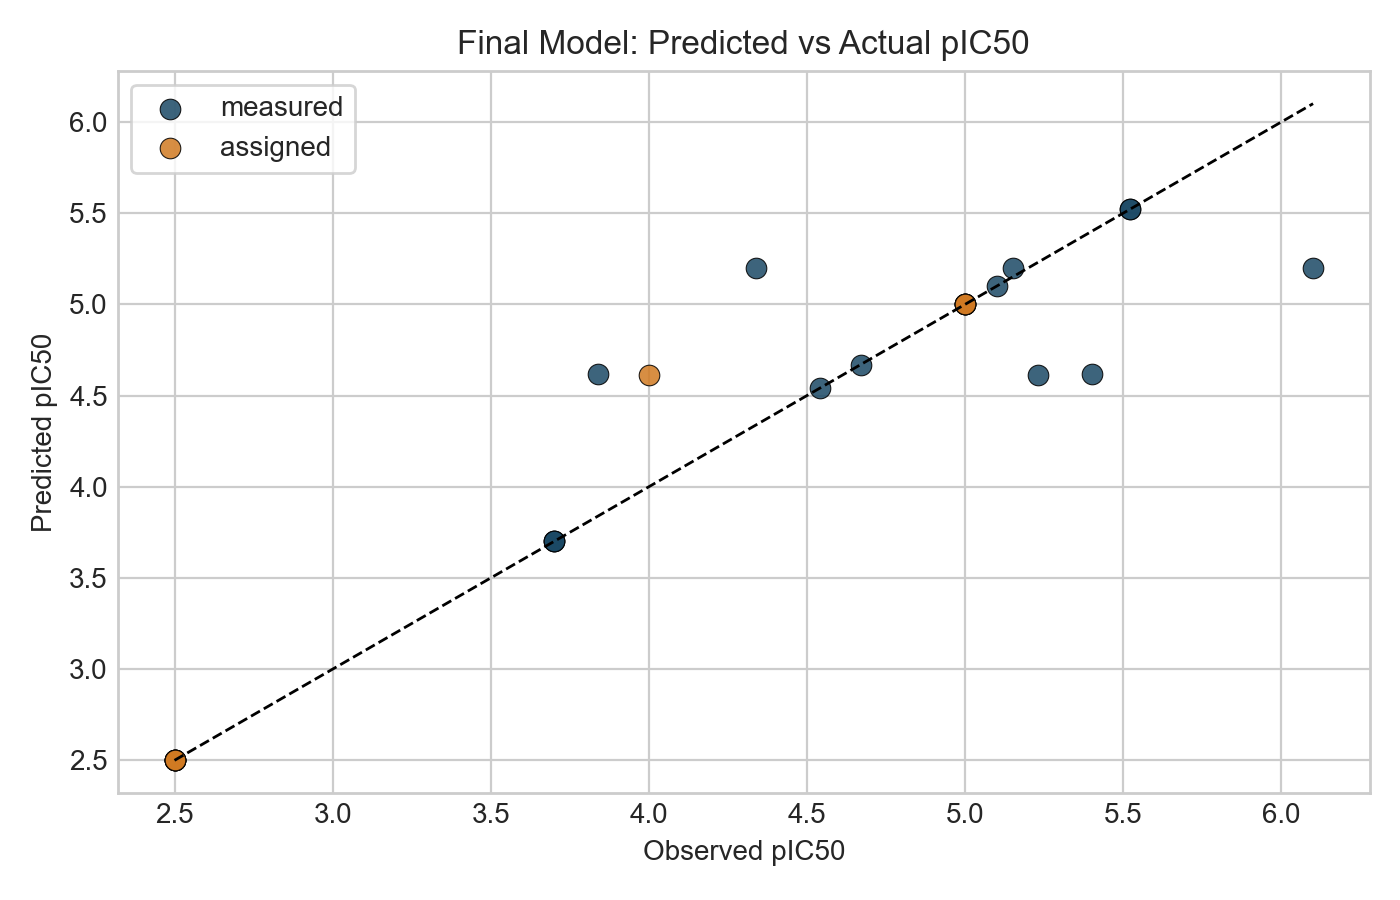 Final Model: Predicted vs Actual pIC50
measured
assigned
6.0
5.5
5.0
4.5
4.0
3.5
3.0
2.5
Predicted pIC50
2.5 3.0 3.5 4.0 4.5 5.0 5.5 6.0
Observed pIC50